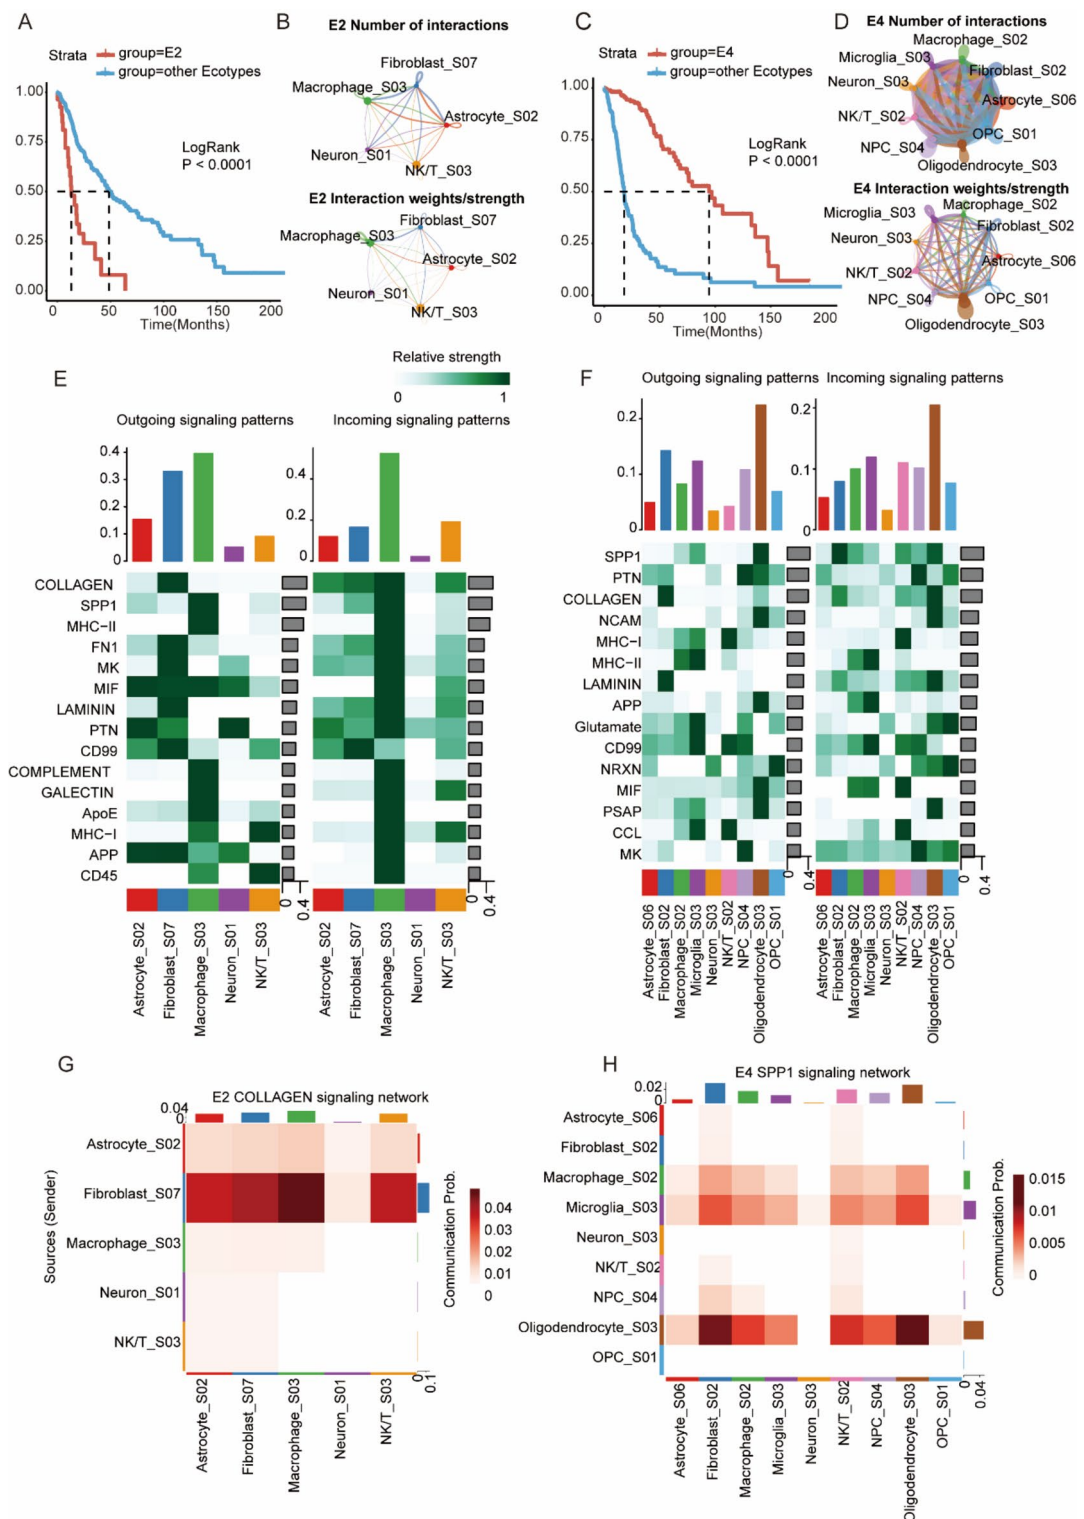 A
Strata
group=E2
group=other Ecotypes
1.00
0.75
0.50
0.25
0.00
LogRank
P < 0.0001
0
50
100
150
200
Time(Months)
B
E2 Number of interactions
Fibroblast_S07
Macrophage_S03
Astrocyte_S02
Neuron_S01
NK/T_S03
E2 Interaction weights/strength
Fibroblast_S07
Macrophage_S03
Astrocyte_S02
Neuron_S01
NK/T_S03
C
Strata
group=E4
group=other Ecotypes
1.00
0.75
0.50
0.25
0.00
LogRank
P < 0.0001
0
50
100
150
200
Time(Months)
D
E4 Number of interactions
Macrophage_S02
Microglia_S03
Fibroblast_S02
Neuron_S03
Astrocyte_S06
NK/T_S02
OPC_S01
NPC_S04
Oligodendrocyte_S03
E4 Interaction weights/strength
Macrophage_S02
Microglia_S03
Fibroblast_S02
Neuron_S03
Astrocyte_S06
NK/T_S02
NPC_S04
OPC_S01
Oligodendrocyte_S03
E
Relative strength
0
1
Outgoing signaling patterns
Incoming signaling patterns
0.4
0.3
0.2
0.1
0
0.4
0.2
0
COLLAGEN
SPP1
MHC−II
FN1
MK
MIF
LAMININ
PTN
CD99
COMPLEMENT
GALECTIN
ApoE
MHC−I
APP
CD45
0
0.4
0
0.4
Astrocyte_S02
Fibroblast_S07
Macrophage_S03
Neuron_S01
NK/T_S03
Astrocyte_S02
Fibroblast_S07
Macrophage_S03
Neuron_S01
NK/T_S03
F
Outgoing signaling patterns
Incoming signaling patterns
0.2
0.1
0
0.2
0.1
0
SPP1
PTN
COLLAGEN
NCAM
MHC−I
MHC−II
LAMININ
APP
Glutamate
CD99
NRXN
MIF
PSAP
CCL
MK
0
0.4
0
0.4
Astrocyte_S06
Fibroblast_S02
Macrophage_S02
Microglia_S03
Neuron_S03
NK/T_S02
NPC_S04
Oligodendrocyte_S03
OPC_S01
Astrocyte_S06
Fibroblast_S02
Macrophage_S02
Microglia_S03
Neuron_S03
NK/T_S02
NPC_S04
Oligodendrocyte_S03
OPC_S01
G
E2 COLLAGEN signaling network
0.04
0
Sources (Sender)
Astrocyte_S02
Fibroblast_S07
Macrophage_S03
Neuron_S01
NK/T_S03
Communication Prob.
0.04
0.03
0.02
0.01
0
0
0.1
Astrocyte_S02
Fibroblast_S07
Macrophage_S03
Neuron_S01
NK/T_S03
H
E4 SPP1 signaling network
0.02
0
Astrocyte_S06
Fibroblast_S02
Macrophage_S02
Microglia_S03
Neuron_S03
NK/T_S02
NPC_S04
Oligodendrocyte_S03
OPC_S01
Communication Prob.
0.015
0.01
0.005
0
0
0.04
Astrocyte_S06
Fibroblast_S02
Macrophage_S02
Microglia_S03
Neuron_S03
NK/T_S02
NPC_S04
Oligodendrocyte_S03
OPC_S01